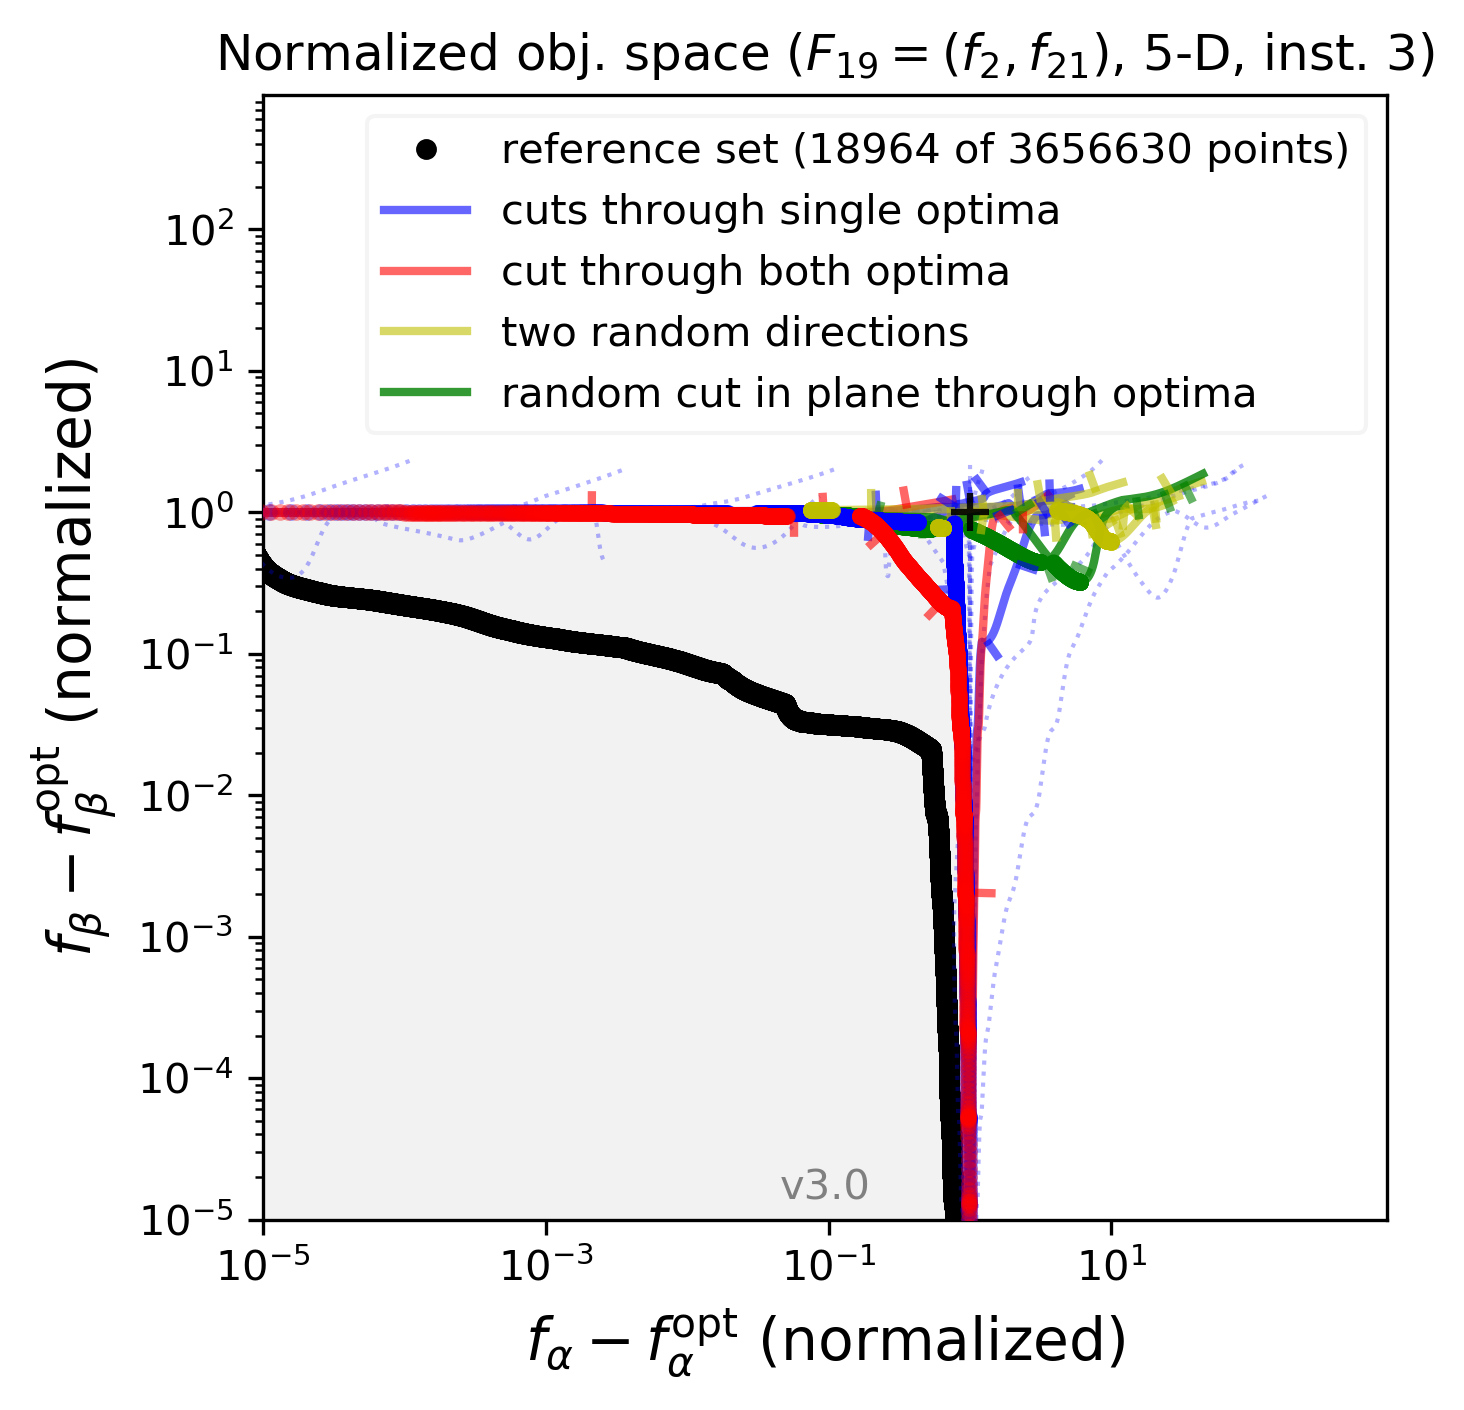 Normalized obj. space (F₁₉ = (f₂, f₂₁), 5-D, inst. 3)
reference set (18964 of 3656630 points)
cuts through single optima
cut through both optima
two random directions
random cut in plane through optima
10²
10¹
10⁰
10⁻¹
10⁻²
10⁻³
10⁻⁴
10⁻⁵
f_β − f_β^opt (normalized)
v3.0
10⁻⁵
10⁻³
10⁻¹
10¹
f_α − f_α^opt (normalized)